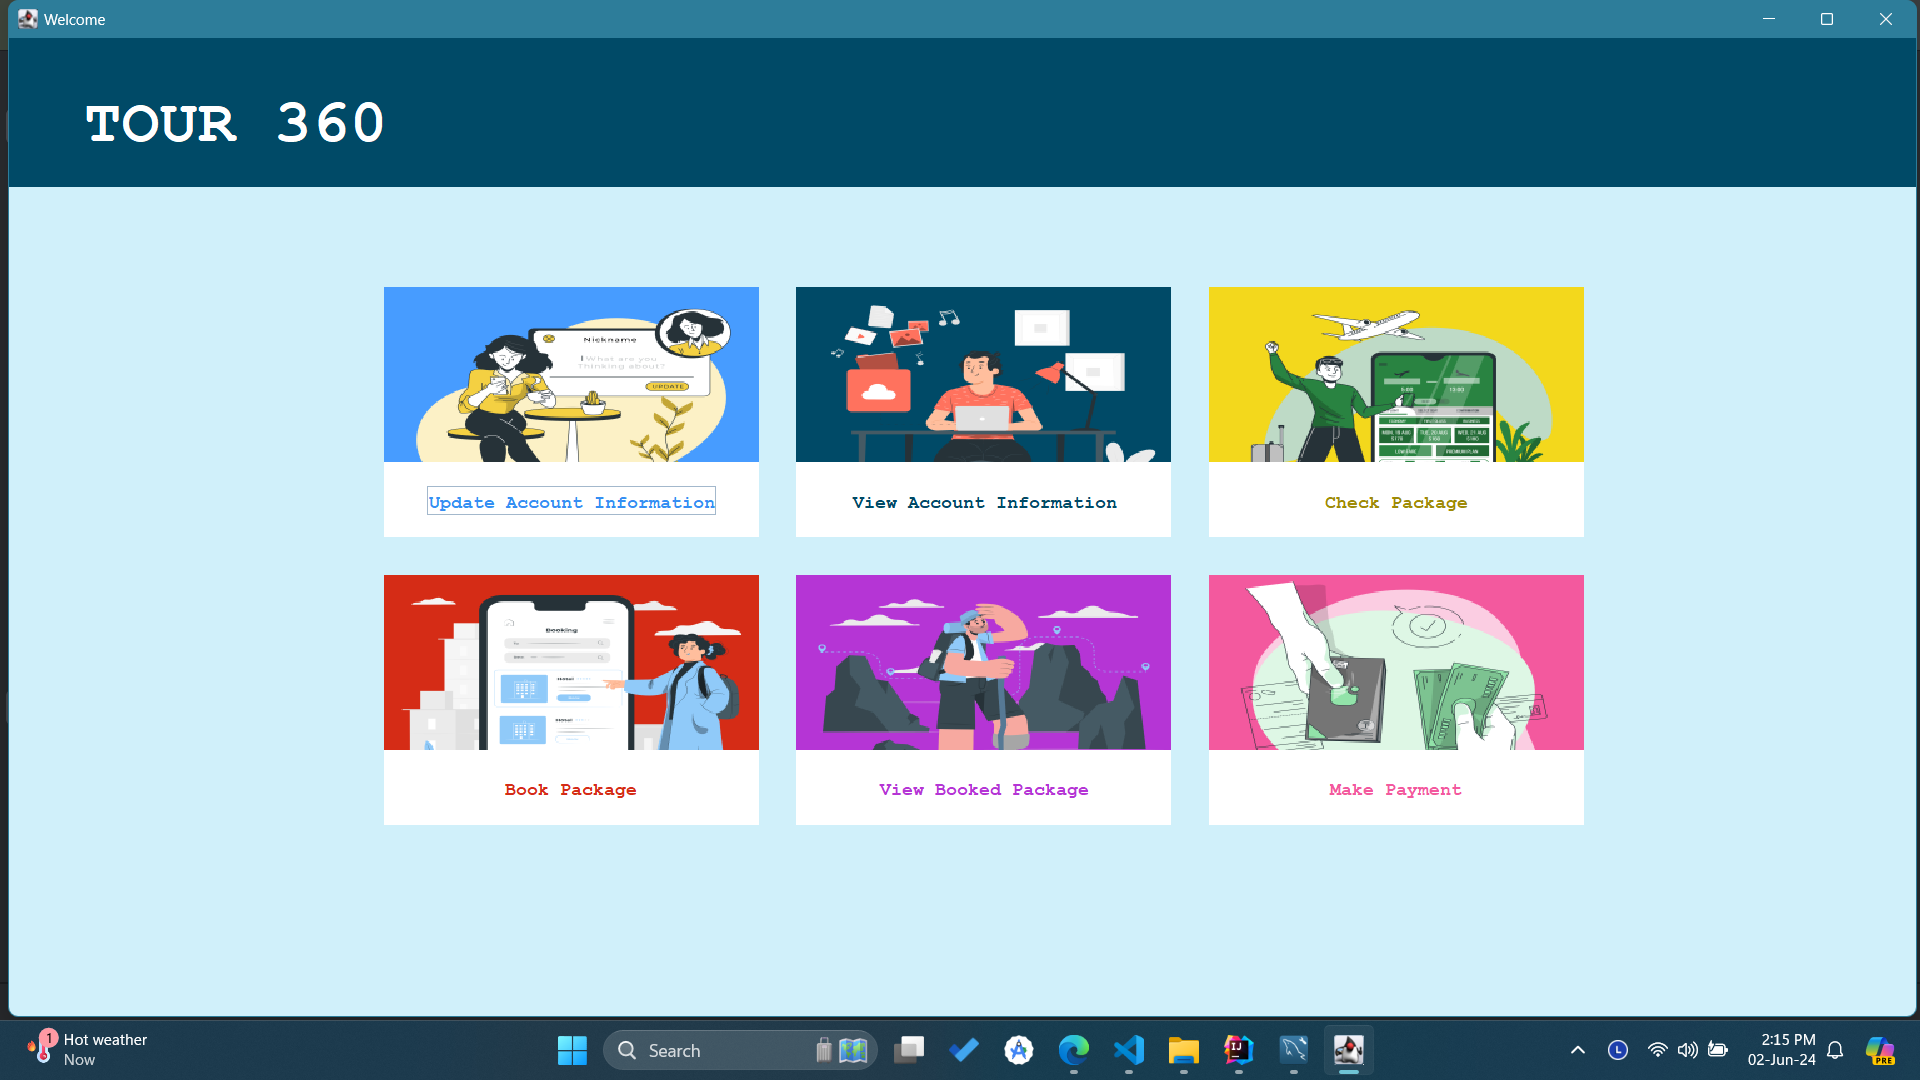 Welcome
TOUR 360
Nickname
What are you
Thinking about?
UPDATE
Update Account Information
View Account Information
Check Package
Booking
Book Package
View Booked Package
Make Payment
1
Hot weather
Now
Search
IJ
L
2:15 PM
02-Jun-24
PRE